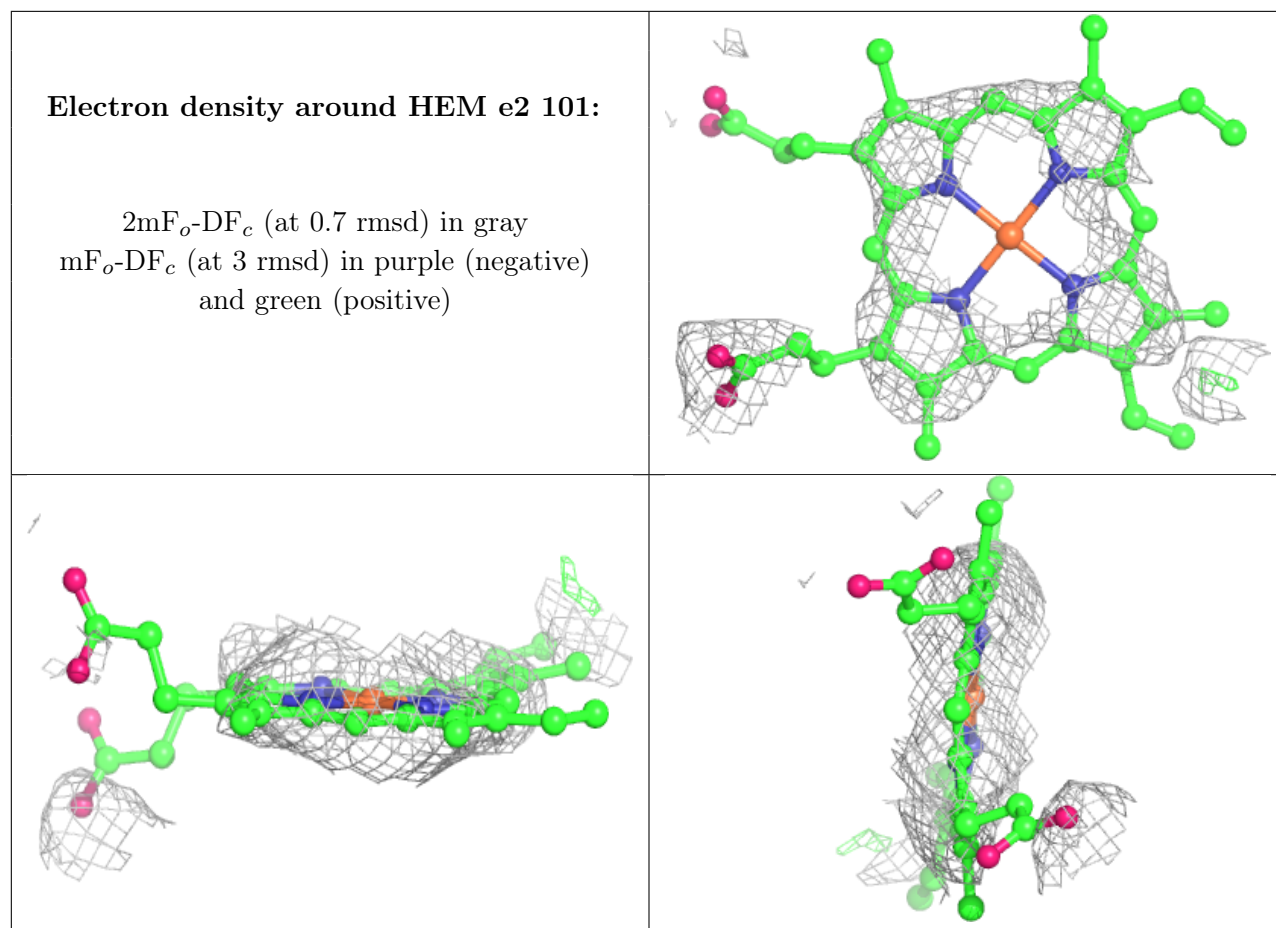 Electron density around HEM e2 101:
2mFo-DFc (at 0.7 rmsd) in gray
mFo-DFc (at 3 rmsd) in purple (negative)
and green (positive)